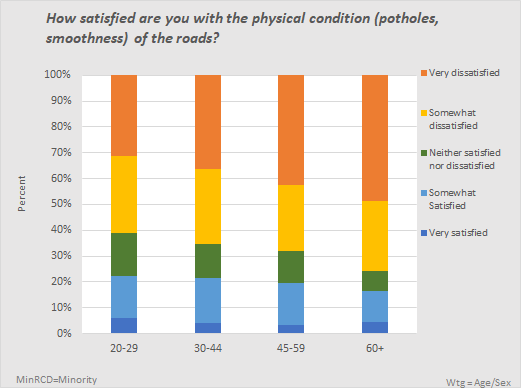 How satisfied are you with the physical condition (potholes,
smoothness) of the roads?
100%
90%
80%
70%
60%
50%
40%
30%
20%
10%
0%
Percent
20-29
30-44
45-59
60+
Very dissatisfied
Somewhat
dissatisfied
Neither satisfied
nor dissatisfied
Somewhat
Satisfied
Very satisfied
MinRCD=Minority
Wtg = Age/Sex